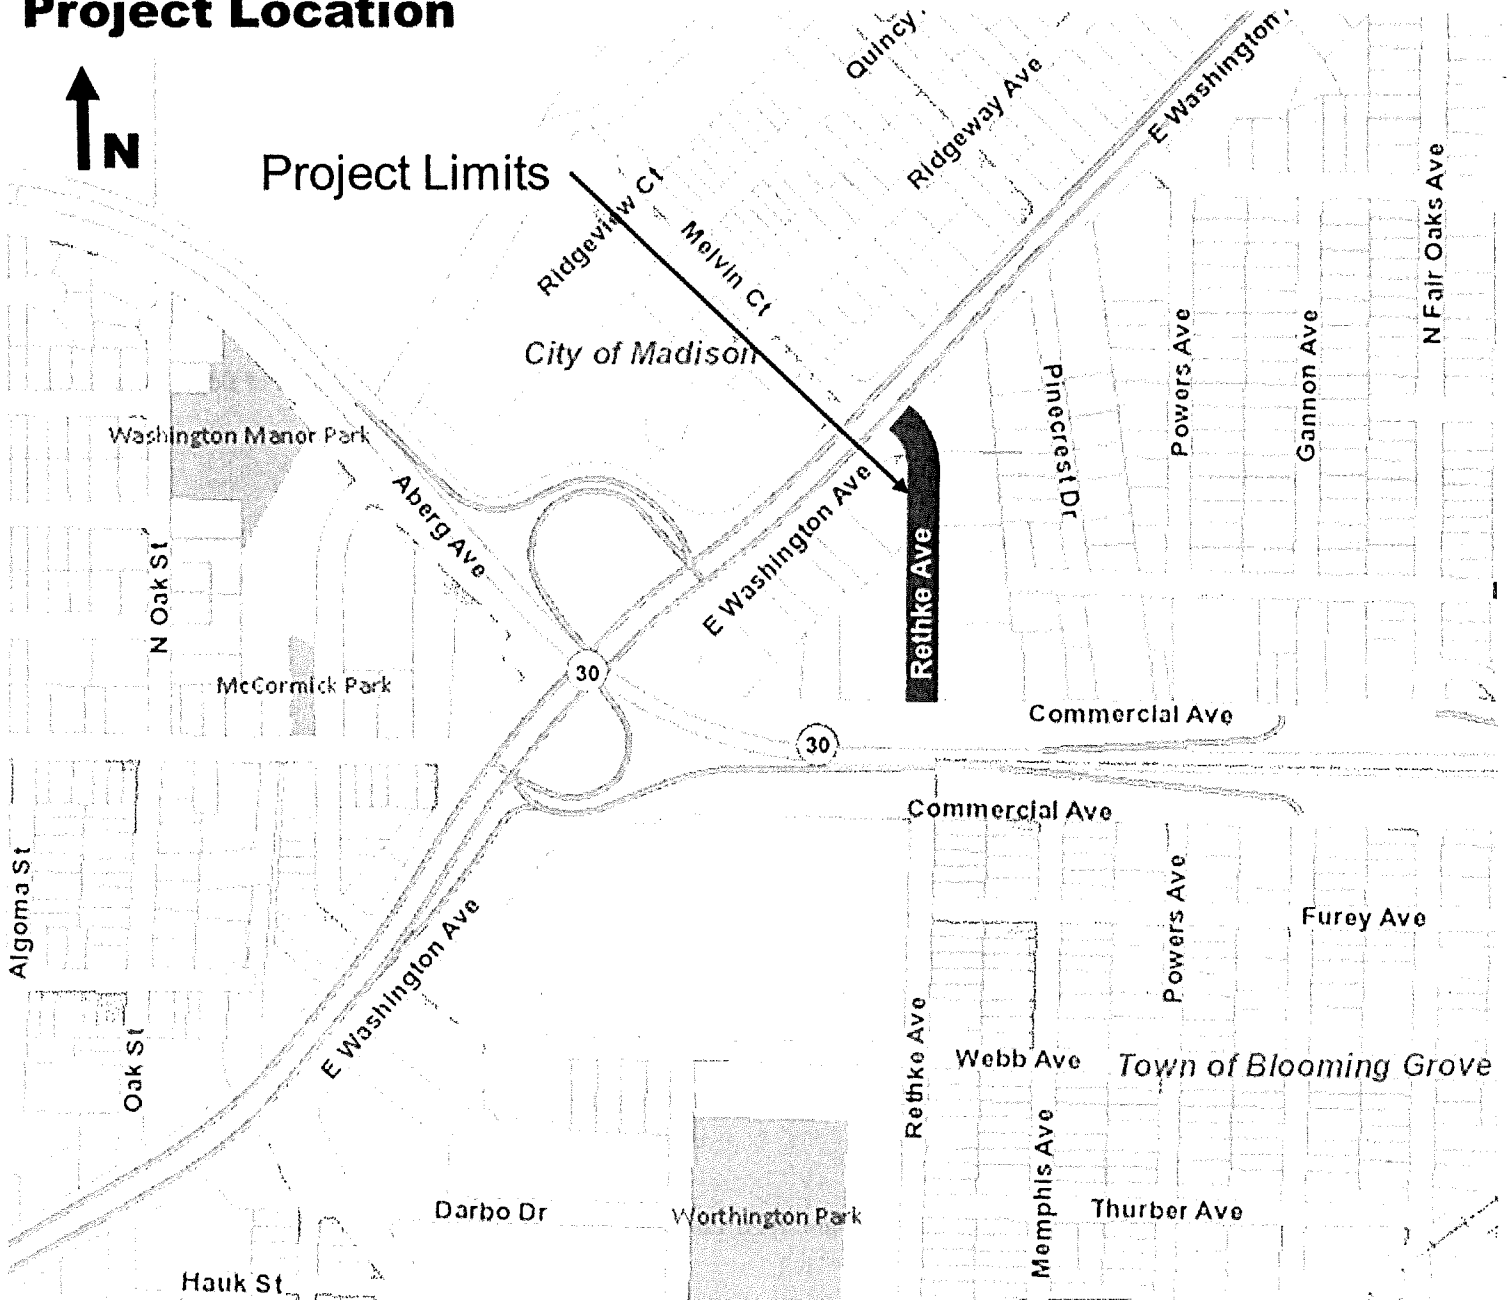 Project Location
N
Project Limits
Quincy
Ridgeway Ave
E Washington
Ridgeview Ct
Melvin Ct
N Fair Oaks Ave
City of Madison
Pinecrest Dr
Powers Ave
Gannon Ave
Washington Manor Park
Aberg Ave
E Washington Ave
Rethke Ave
N Oak St
McCormick Park
30
30
Commercial Ave
Commercial Ave
Algoma St
E Washington Ave
Powers Ave
Furey Ave
Oak St
Rethke Ave
Webb Ave
Town of Blooming Grove
Memphis Ave
Darbo Dr
Worthington Park
Thurber Ave
Hauk St